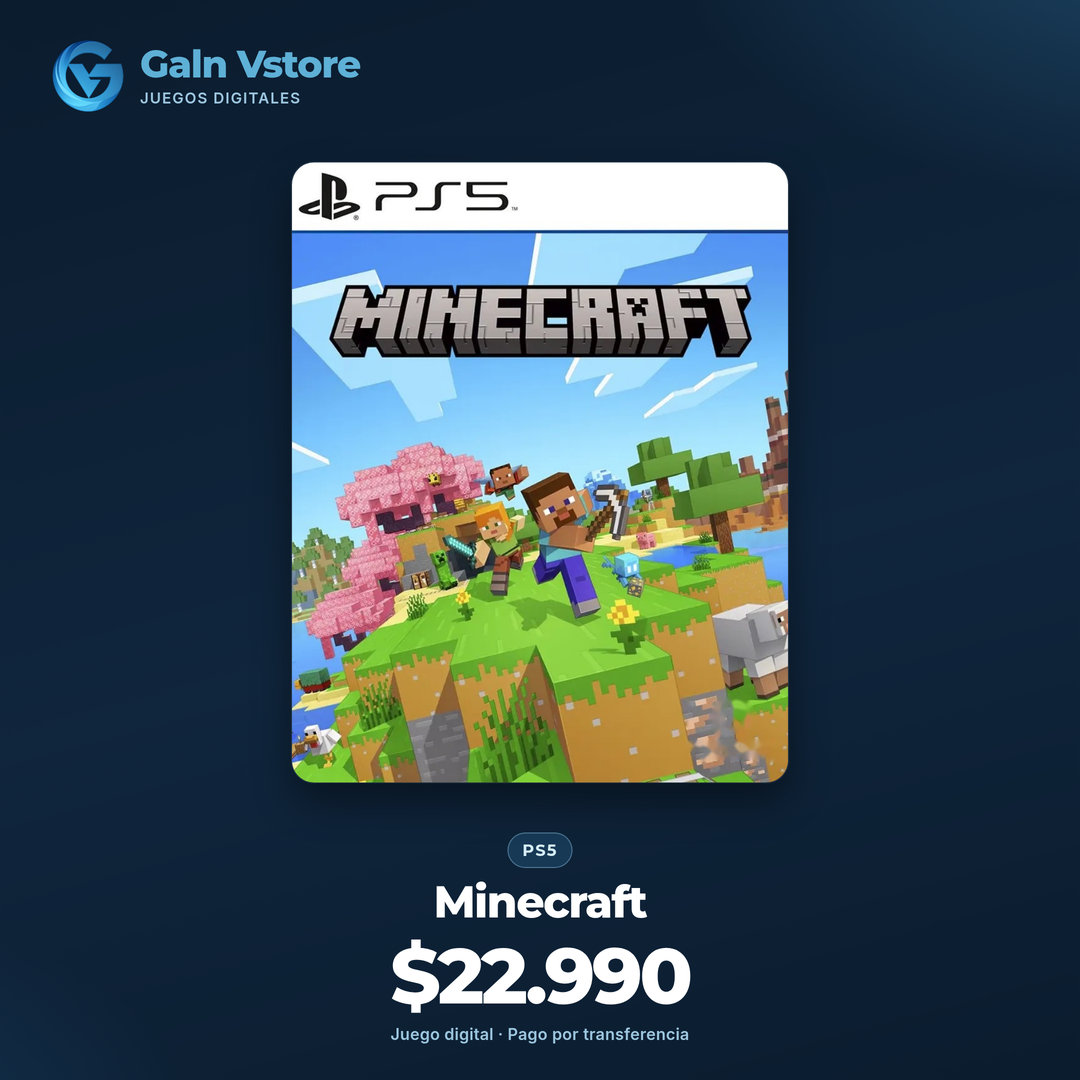 Galn Vstore
JUEGOS DIGITALES
PS5
MINECRAFT
PS5
Minecraft
$22.990
Juego digital · Pago por transferencia